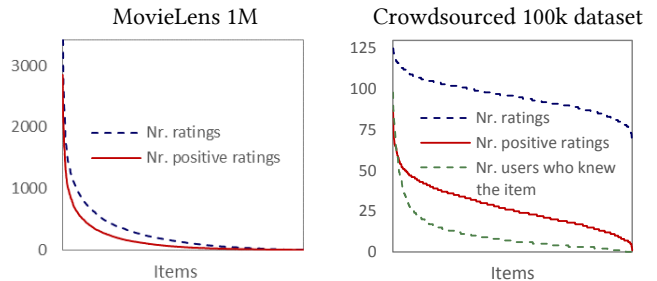 MovieLens 1M
3000
2000
1000
0
Nr. ratings
Nr. positive ratings
Items
Crowdsourced 100k dataset
125
100
75
50
25
0
Nr. ratings
Nr. positive ratings
Nr. users who knew
the item
Items